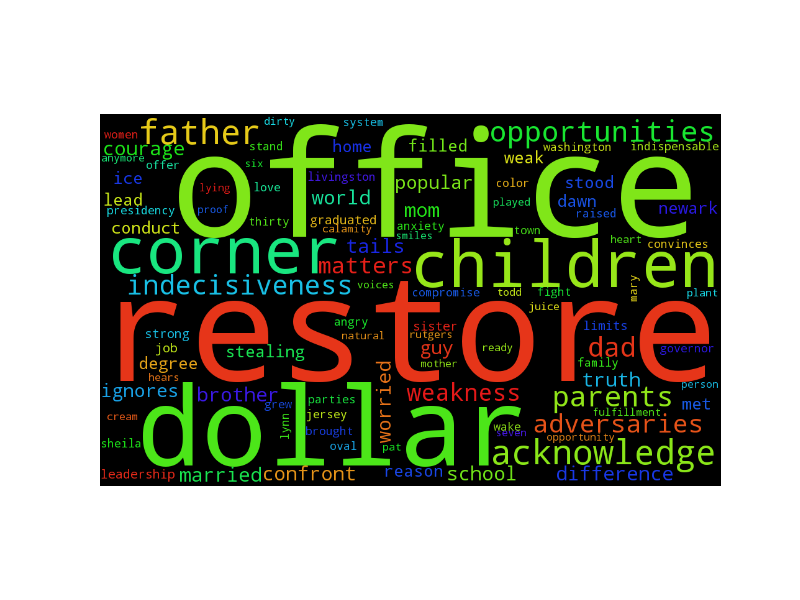 office
restore
dollar
children
corner
acknowledge
father
opportunities
indecisiveness
parents
adversaries
weakness
dad
dirty
system
women
courage
stand
home
filled
washington
indispensable
anymore
offer
six
weak
ice
lying
love
livingston
popular
color
stood
lead
world
played
dawn
newark
presidency
proof
mom
raised
conduct
thirty
graduated
calamity
anxiety
smiles
town
heart
convinces
tails
matters
voices
compromise
todd
fight
mary
plant
juice
strong
angry
natural
sister
rutgers
limits
job
stealing
guy
ready
governor
degree
mother
family
hears
worried
truth
person
ignores
brother
grew
parties
met
cream
lynn
jersey
fulfillment
brought
wake
seven
sheila
oval
pat
opportunity
leadership
married
confront
reason
school
difference